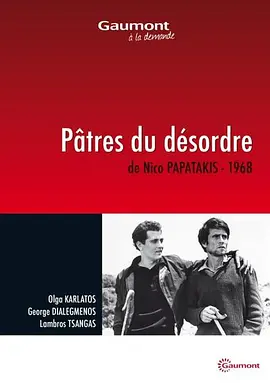 Gaumont
à la demande
Pâtres du désordre
de Nico PAPATAKIS - 1968
Olga KARLATOS
George DIALEGMENOS
Lambros TSANGAS
Gaumont